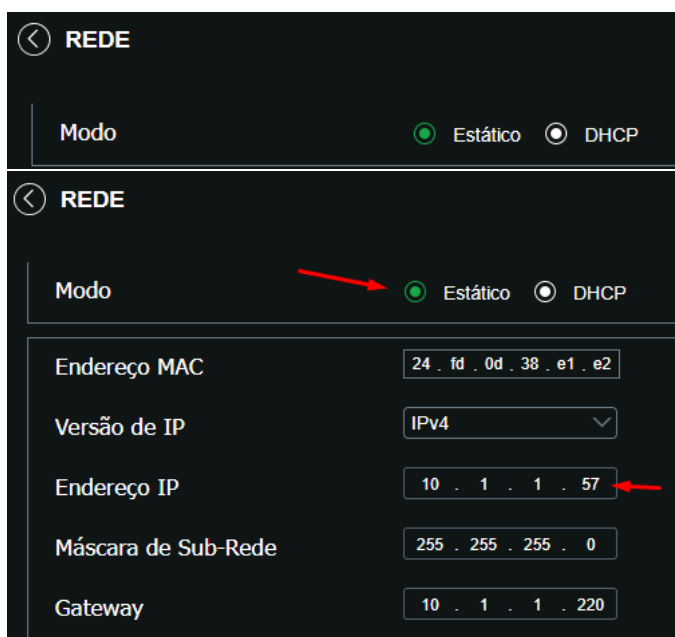 REDE
Modo Estático DHCP
REDE
Modo Estático DHCP
Endereço MAC 24 . fd . 0d . 38 . e1 . e2
Versão de IP IPv4
Endereço IP 10 . 1 . 1 . 57
Máscara de Sub-Rede 255 . 255 . 255 . 0
Gateway 10 . 1 . 1 . 220